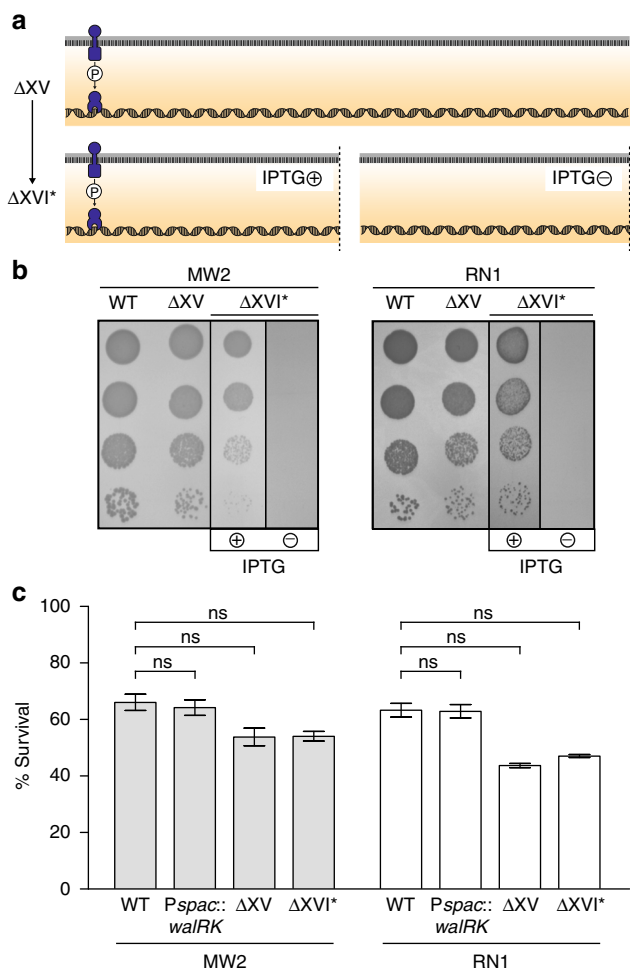 a
P
ΔXV
ΔXVI*
IPTG⊕
IPTG⊖
P
b
MW2
RN1
WT ΔXV ΔXVI*
WT ΔXV ΔXVI*
⊕ ⊖
⊕ ⊖
IPTG
IPTG
c
100
80
60
40
20
0
% Survival
ns
ns
ns
ns
ns
ns
WT Pspac::walRK ΔXV ΔXVI*
WT Pspac::walRK ΔXV ΔXVI*
MW2
RN1